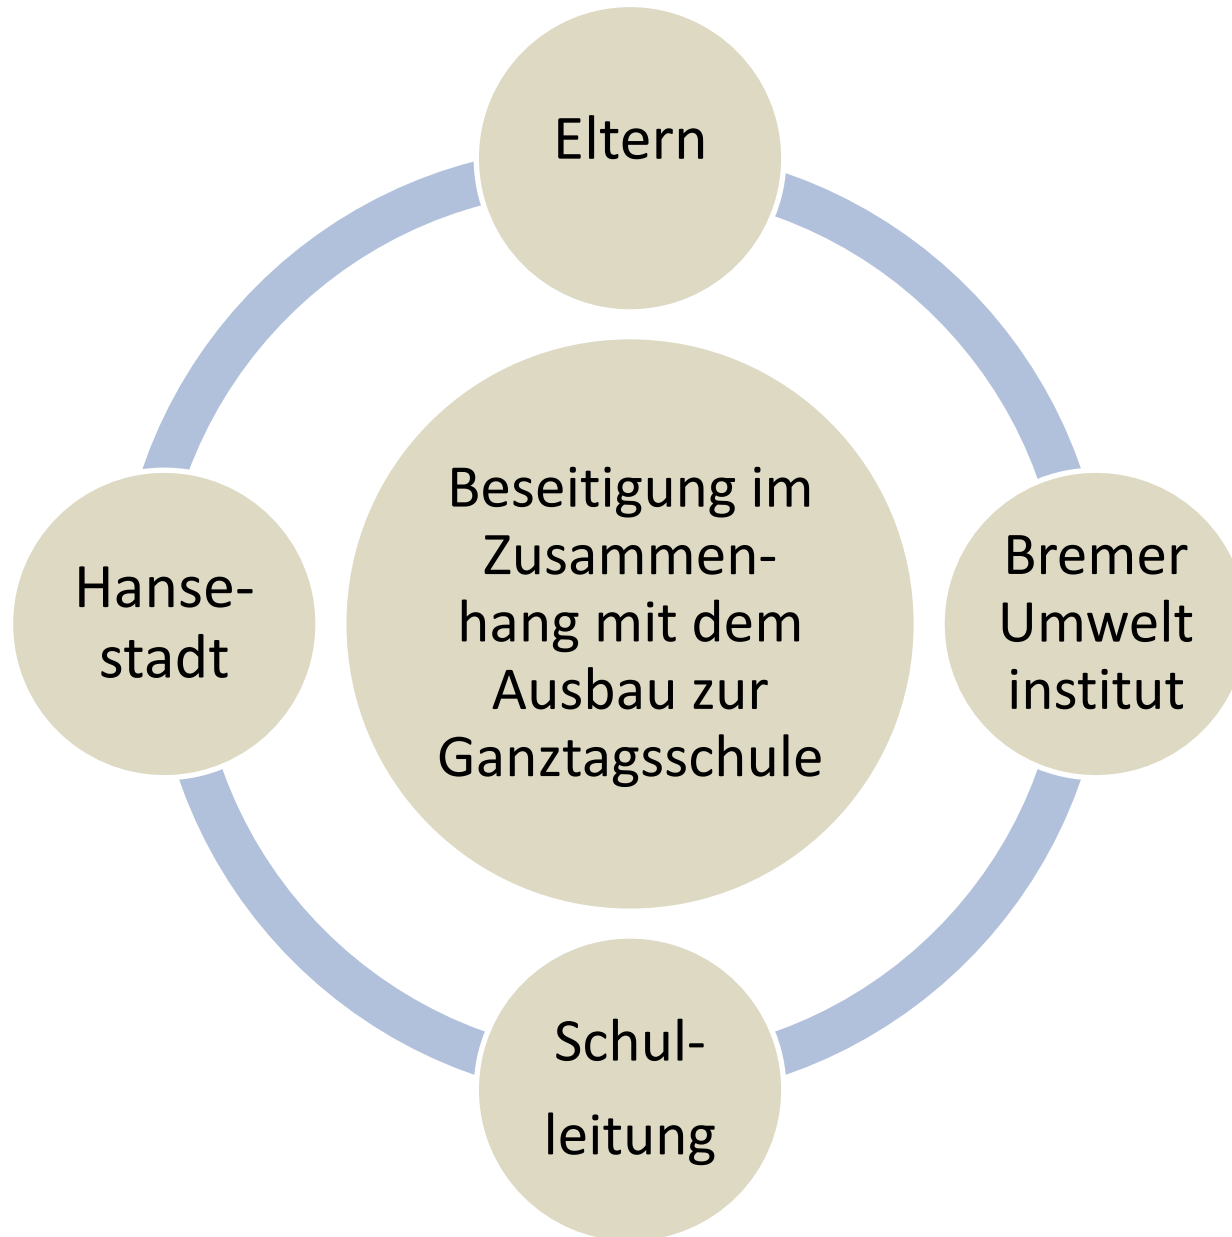 Eltern
Beseitigung im
Zusammen-
hang mit dem
Ausbau zur
Ganztagsschule
Hanse-
stadt
Bremer
Umwelt
institut
Schul-
leitung